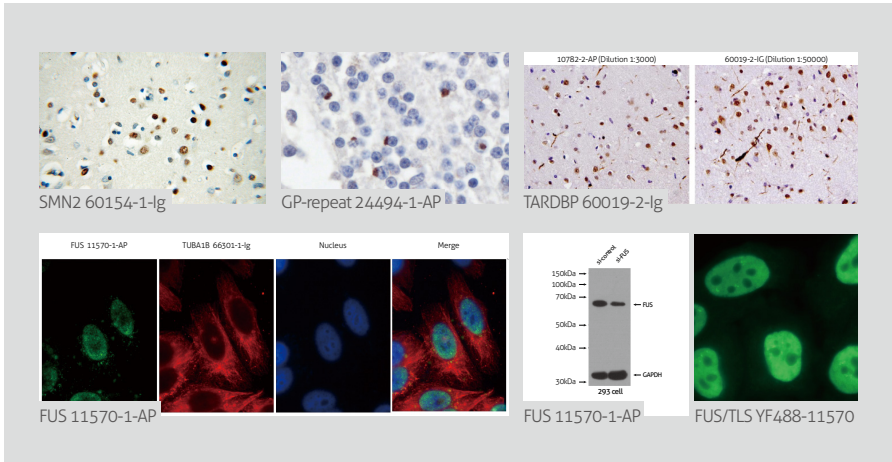 10782-2-AP (Dilution 1:3000)
60019-2-IG (Dilution 1:50000)
SMN2 60154-1-Ig
GP-repeat 24494-1-AP
TARDBP 60019-2-Ig
FUS 11570-1-AP
TUBA1B 66301-1-Ig
Nucleus
Merge
FUS 11570-1-AP
si-control
si-FUS
150kDa
100kDa
70kDa
FUS
50kDa
40kDa
GAPDH
30kDa
293 cell
FUS 11570-1-AP
FUS/TLS YF488-11570